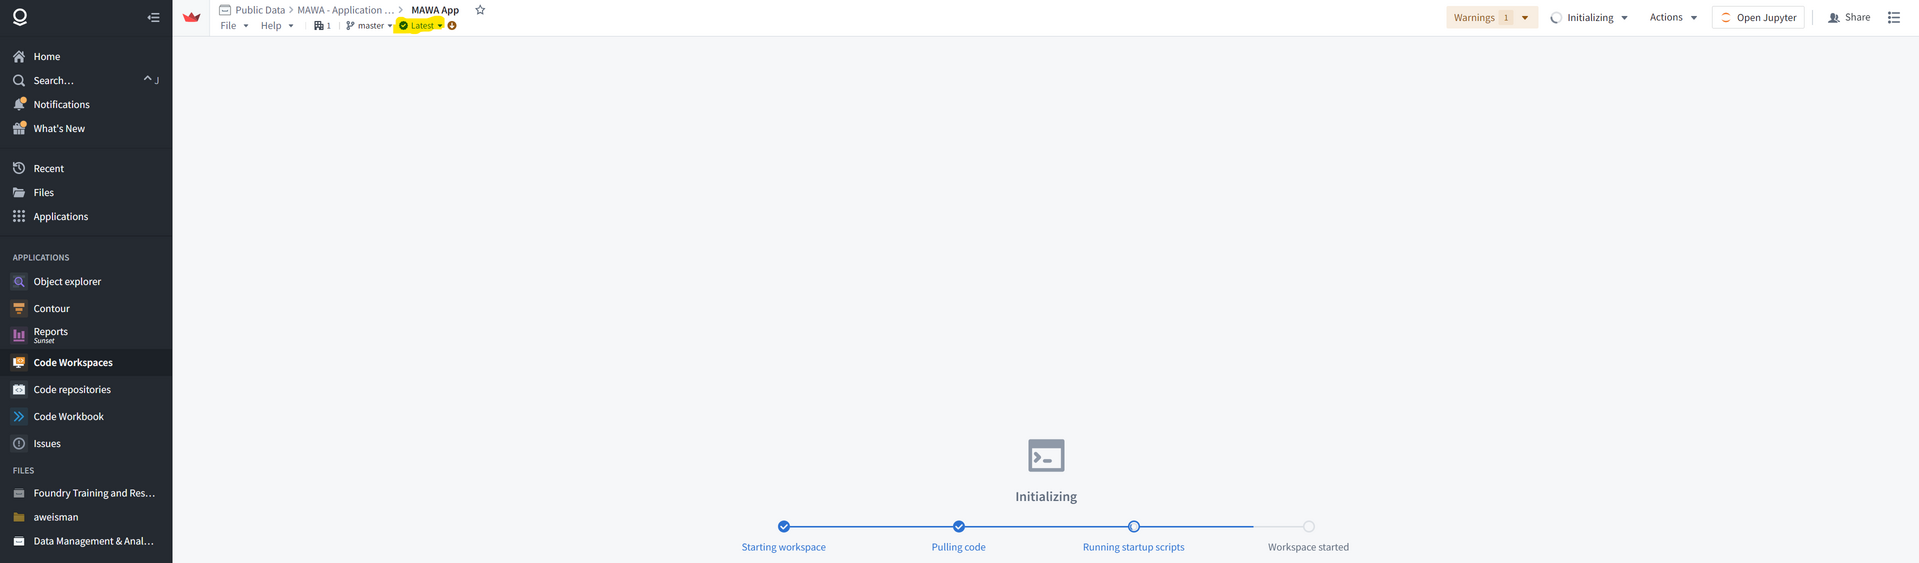 Public Data > MAWA - Application ... > MAWA App
File Help 1 master Latest
Warnings 1 Initializing Actions Open Jupyter Share
Home
Search... ^ J
Notifications
What's New
Recent
Files
Applications
APPLICATIONS
Object explorer
Contour
Reports
Sunset
Code Workspaces
Code repositories
Code Workbook
Issues
FILES
Foundry Training and Res...
aweisman
Data Management & Anal...
Initializing
Starting workspace Pulling code Running startup scripts Workspace started